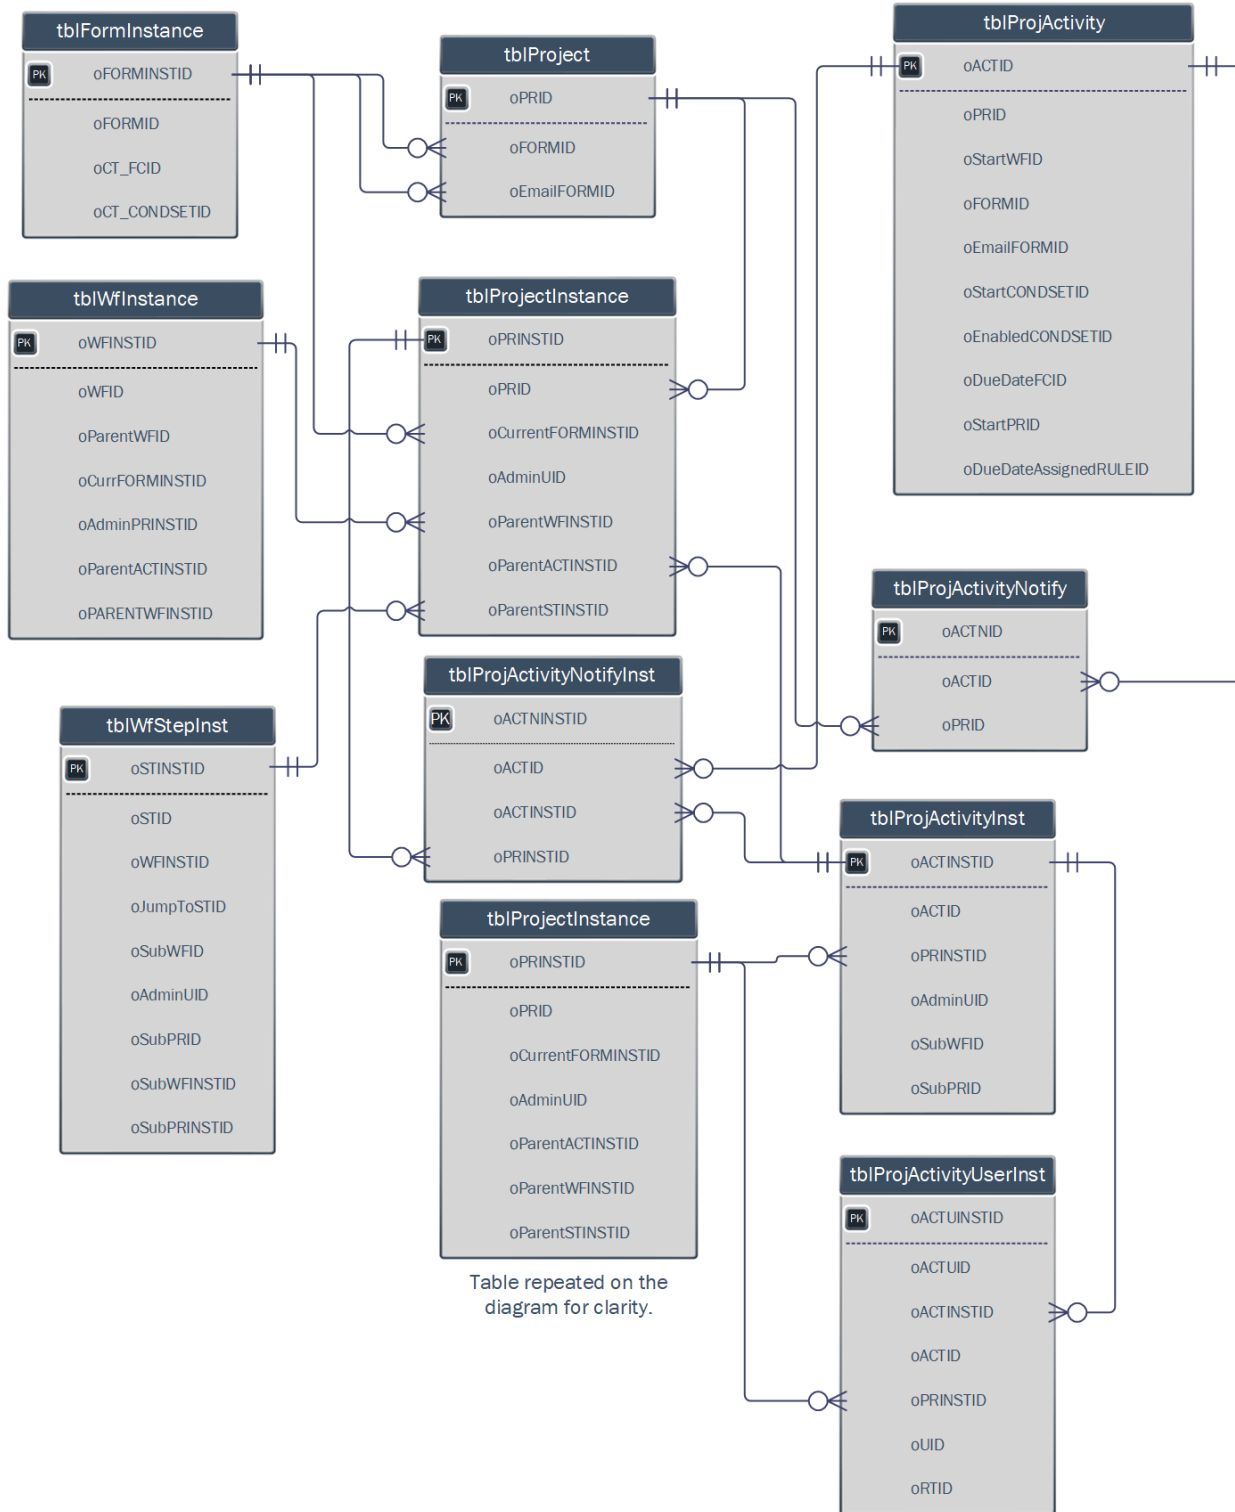 tblFormInstance
PK
oFORMINSTID
oFORMID
oCT_FCID
oCT_CONDSETID
tblProject
PK
oPRID
oFORMID
oEmailFORMID
tblProjActivity
PK
oACTID
oPRID
oStartWFID
oFORMID
oEmailFORMID
oStartCONDSETID
oEnabledCONDSETID
oDueDateFCID
oStartPRID
oDueDateAssignedRULEID
tblWfInstance
PK
oWFINSTID
oWFID
oParentWFID
oCurrFORMINSTID
oAdminPRINSTID
oParentACTINSTID
oPARENTWFINSTID
tblProjectInstance
PK
oPRINSTID
oPRID
oCurrentFORMINSTID
oAdminUID
oParentWFINSTID
oParentACTINSTID
oParentSTINSTID
tblProjActivityNotify
PK
oACTNID
oACTID
oPRID
tblProjActivityNotifyInst
PK
oACTNINSTID
oACTID
oACTINSTID
oPRINSTID
tblWfStepInst
PK
oSTINSTID
oSTID
oWFINSTID
oJumpToSTID
oSubWFID
oAdminUID
oSubPRID
oSubWFINSTID
oSubPRINSTID
tblProjActivityInst
PK
oACTINSTID
oACTID
oPRINSTID
oAdminUID
oSubWFID
oSubPRID
tblProjectInstance
PK
oPRINSTID
oPRID
oCurrentFORMINSTID
oAdminUID
oParentACTINSTID
oParentWFINSTID
oParentSTINSTID
Table repeated on the
diagram for clarity.
tblProjActivityUserInst
PK
oACTUINSTID
oACTUID
oACTINSTID
oACTID
oPRINSTID
oUID
oRTID